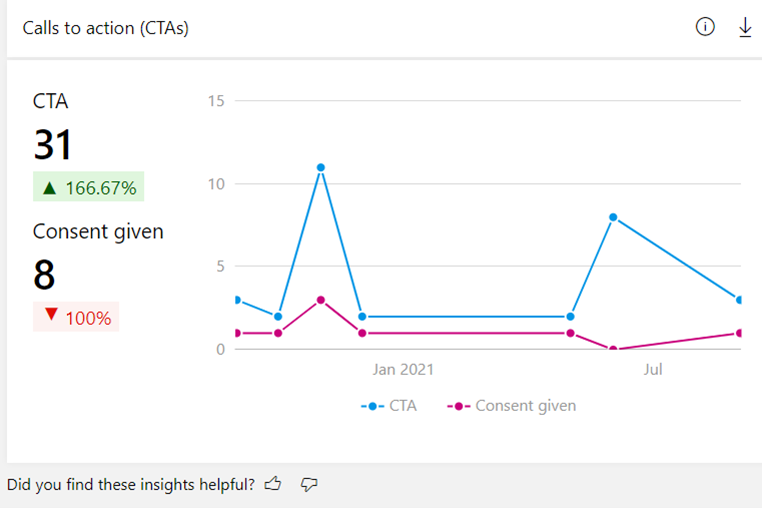 Calls to action (CTAs)
CTA
31
▲ 166.67%
Consent given
8
▼ 100%
15
10
5
0
Jan 2021
Jul
CTA
Consent given
Did you find these insights helpful?